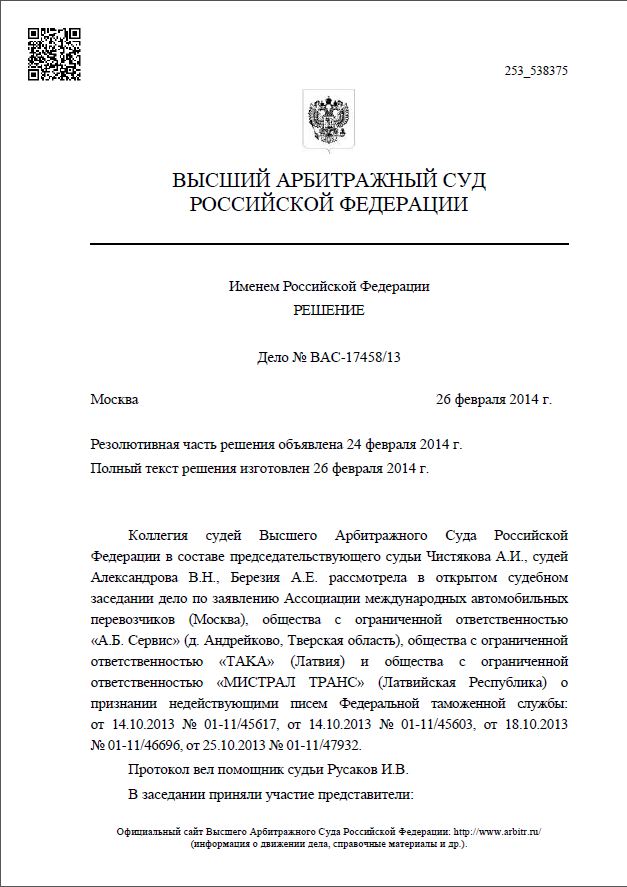 253_538375
ВЫСШИЙ АРБИТРАЖНЫЙ СУД
РОССИЙСКОЙ ФЕДЕРАЦИИ
Именем Российской Федерации
РЕШЕНИЕ
Дело № ВАС-17458/13
Москва 26 февраля 2014 г.
Резолютивная часть решения объявлена 24 февраля 2014 г.
Полный текст решения изготовлен 26 февраля 2014 г.
Коллегия судей Высшего Арбитражного Суда Российской
Федерации в составе председательствующего судьи Чистякова А.И., судей
Александрова В.Н., Березия А.Е. рассмотрела в открытом судебном
заседании дело по заявлению Ассоциации международных автомобильных
перевозчиков (Москва), общества с ограниченной ответственностью
«А.Б. Сервис» (д. Андрейково, Тверская область), общества с ограниченной
ответственностью «ТАКА» (Латвия) и общества с ограниченной
ответственностью «МИСТРАЛ ТРАНС» (Латвийская Республика) о
признании недействующими писем Федеральной таможенной службы:
от 14.10.2013 № 01-11/45617, от 14.10.2013 № 01-11/45603, от 18.10.2013
№ 01-11/46696, от 25.10.2013 № 01-11/47932.
Протокол вел помощник судьи Русаков И.В.
В заседании приняли участие представители:
Официальный сайт Высшего Арбитражного Суда Российской Федерации: http://www.arbitr.ru/
(информация о движении дела, справочные материалы и др.).